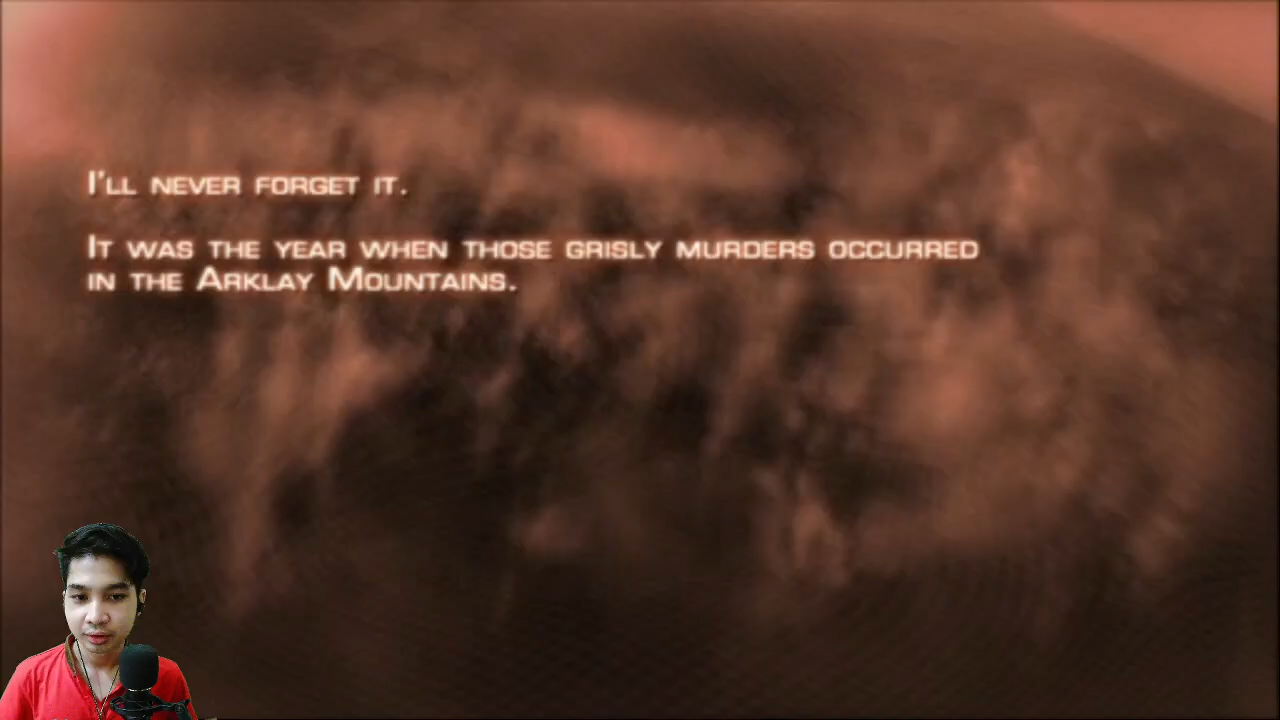 I'll never forget it.
It was the year when those grisly murders occurred
in the Arklay Mountains.